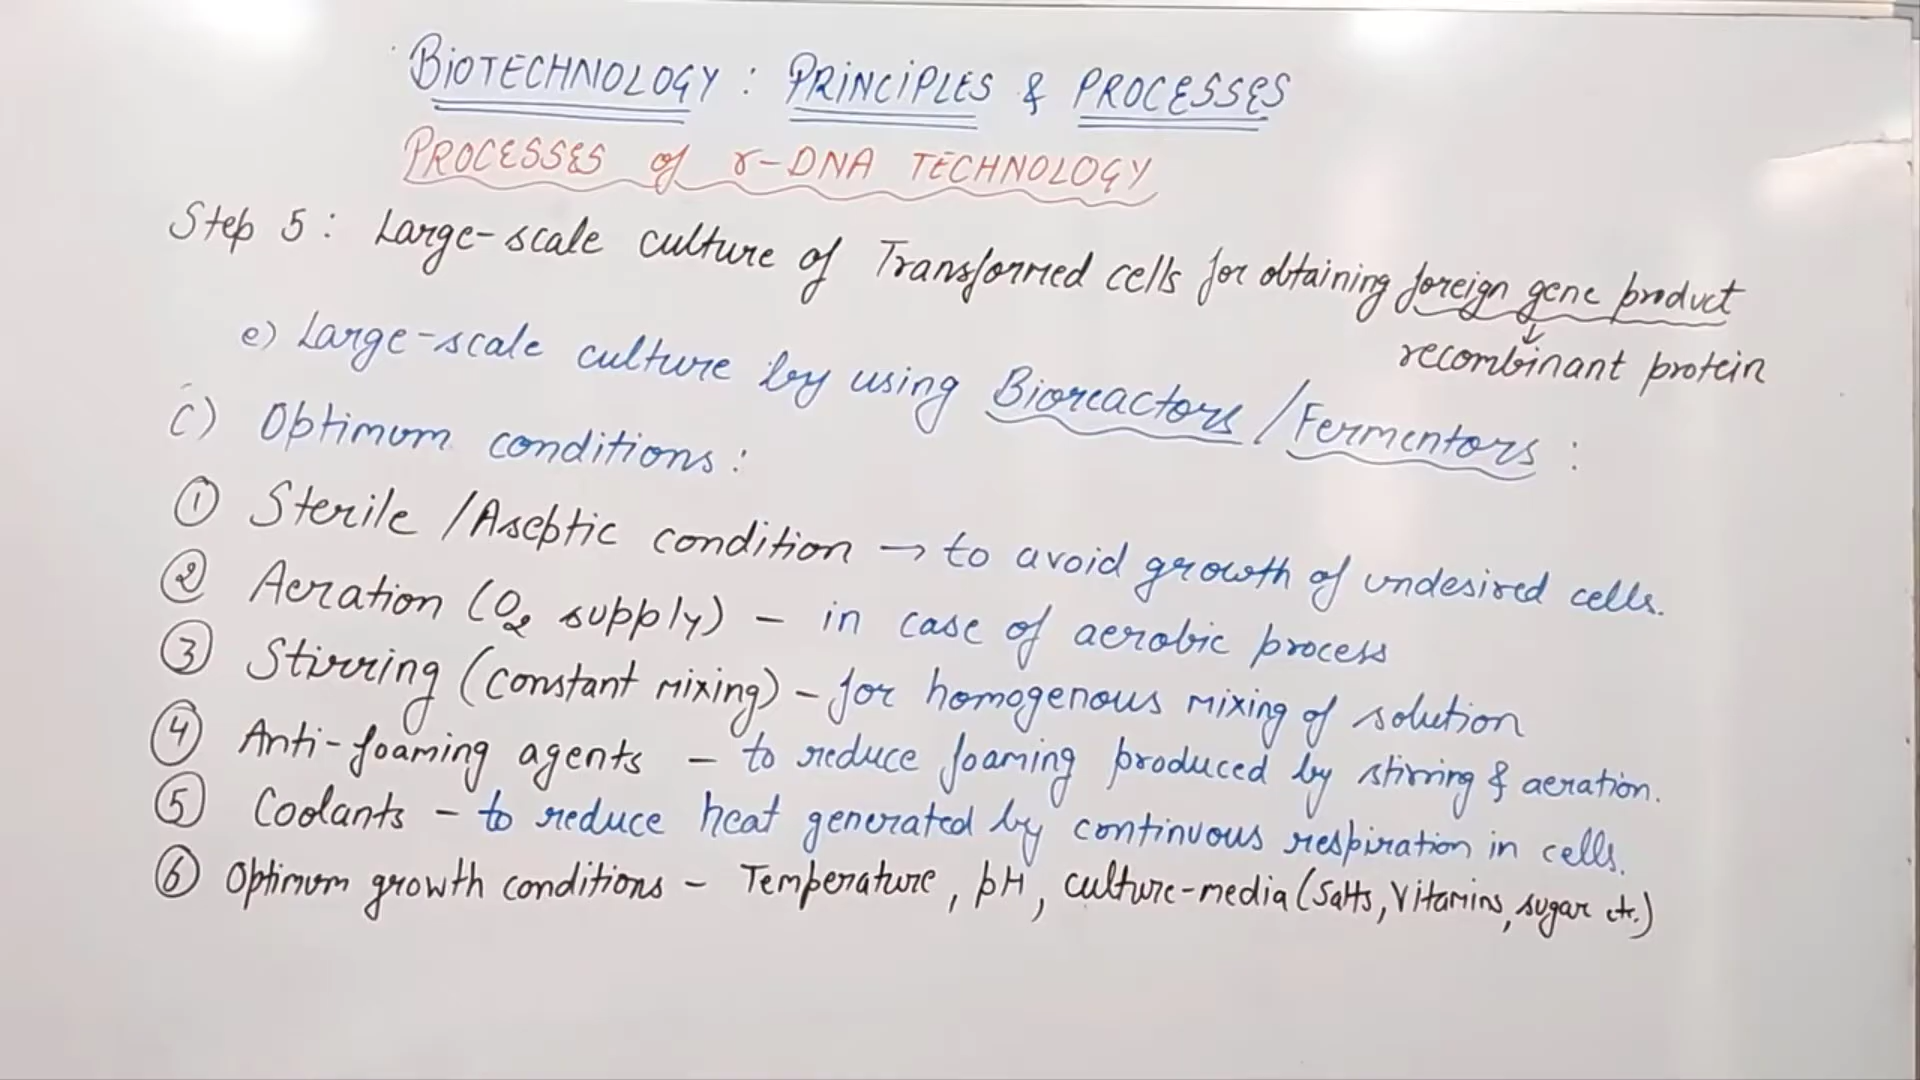 BIOTECHNOLOGY : PRINCIPLES & PROCESSES
PROCESSES of r-DNA TECHNOLOGY
Step 5: Large-scale culture of Transformed cells for obtaining foreign gene product
↓
recombinant protein
e) Large-scale culture by using Bioreactors / Fermentors :
C) Optimum conditions :
① Sterile / Aseptic condition → to avoid growth of undesired cells.
② Aeration (O₂ supply) – in case of aerobic process
③ Stirring (constant mixing) – for homogenous mixing of solution
④ Anti-foaming agents – to reduce foaming produced by stirring & aeration.
⑤ Coolants – to reduce heat generated by continuous respiration in cells.
⑥ Optimum growth conditions – Temperature, pH, culture-media (Salts, Vitamins, sugar etc.)